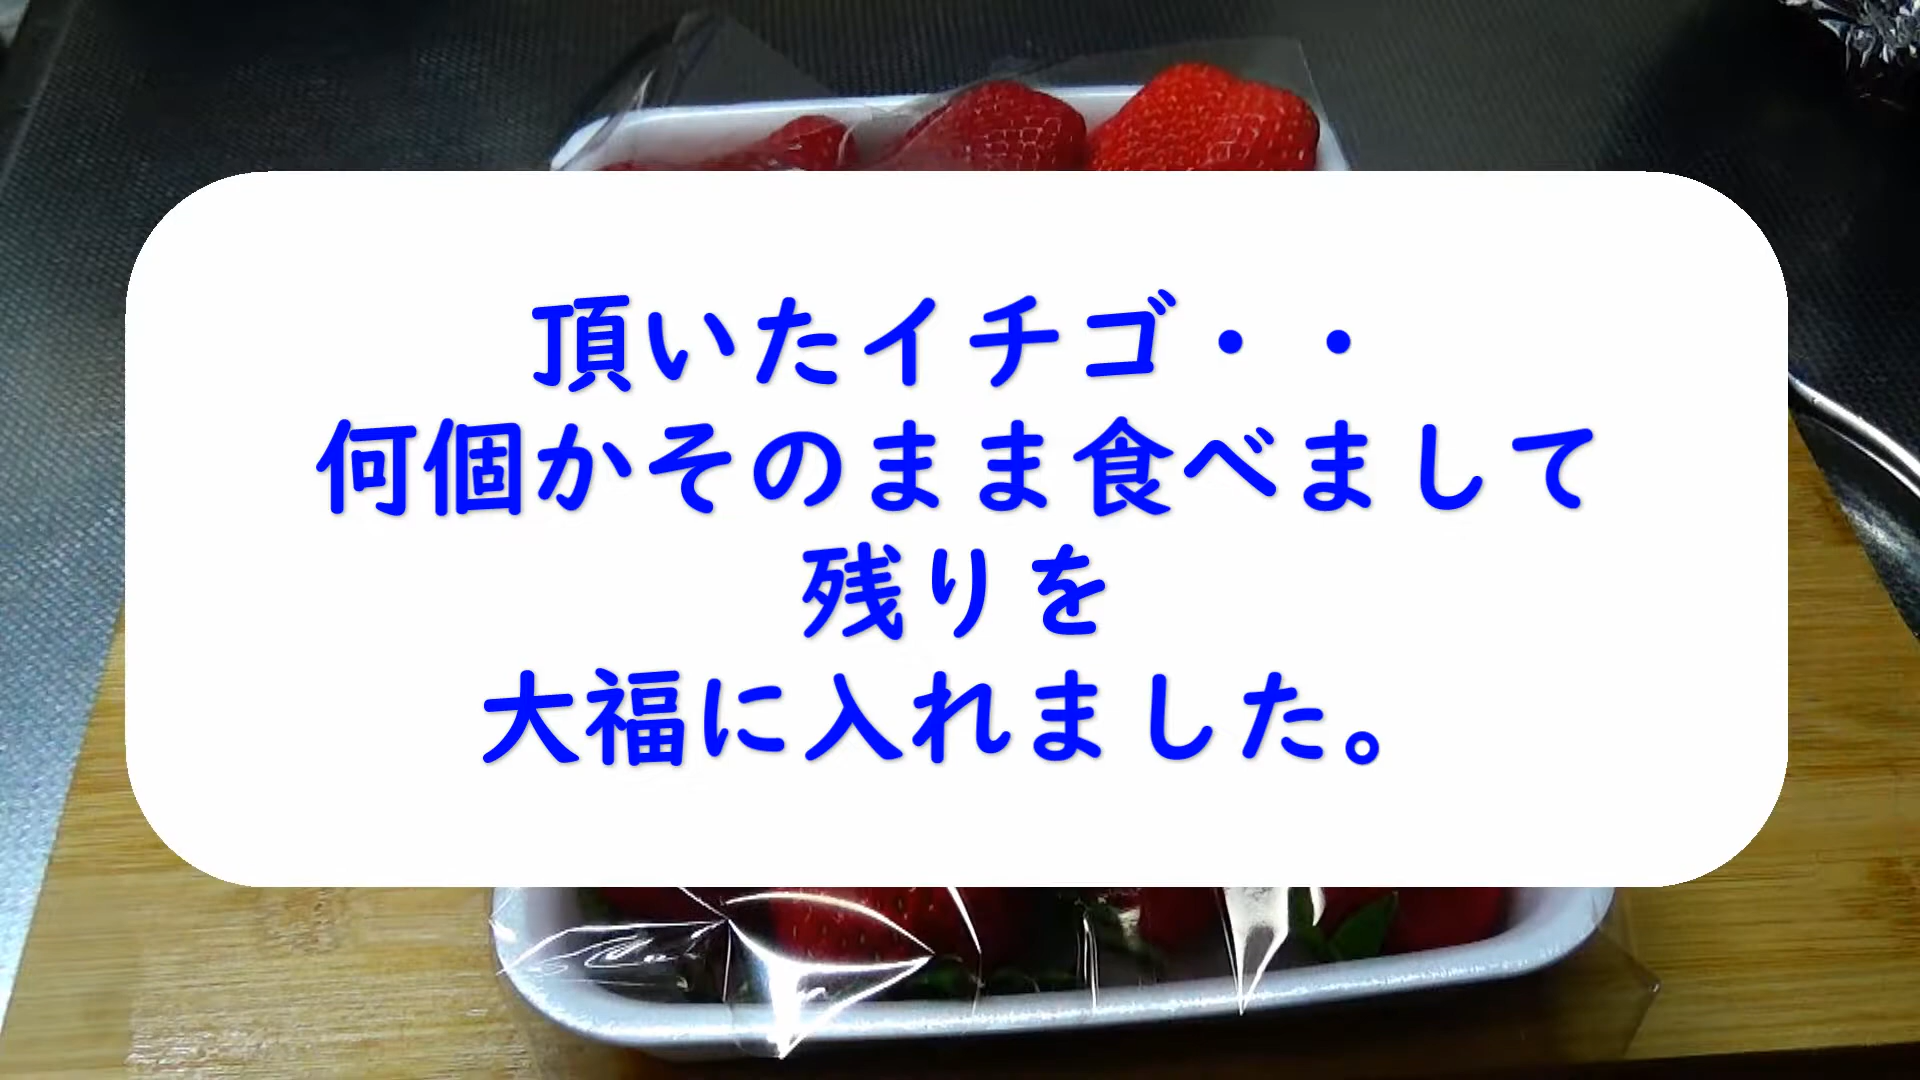 頂いたイチゴ・・
何個かそのまま食べまして
残りを
大福に入れました。